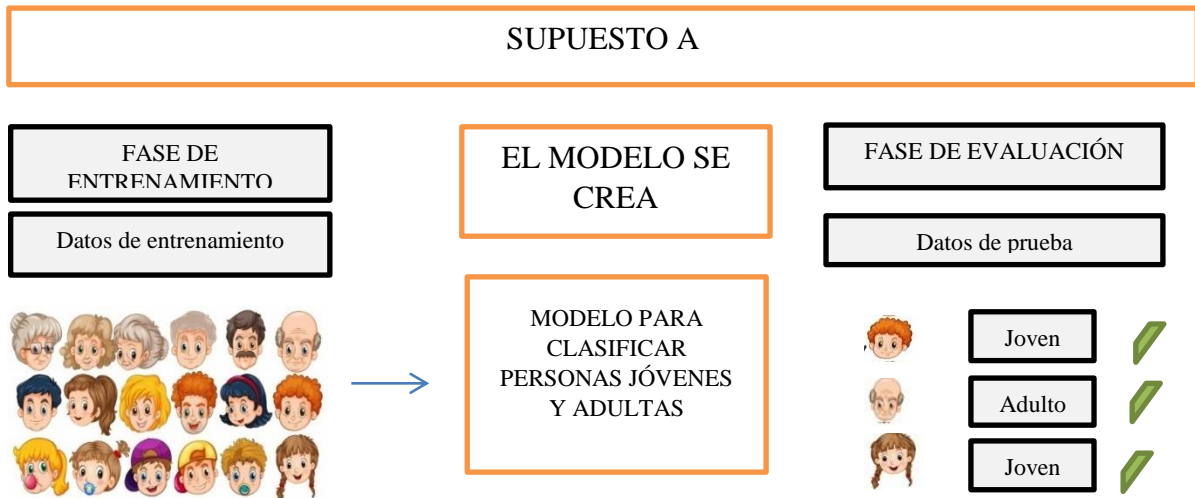 SUPUESTO A
FASE DE
ENTRENAMIENTO
Datos de entrenamiento
EL MODELO SE
CREA
MODELO PARA
CLASIFICAR
PERSONAS JÓVENES
Y ADULTAS
FASE DE EVALUACIÓN
Datos de prueba
Joven
Adulto
Joven